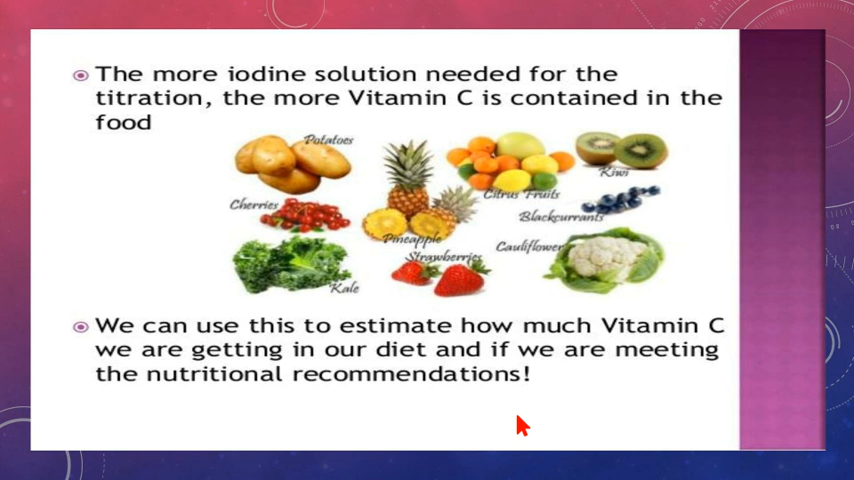 The more iodine solution needed for the
titration, the more Vitamin C is contained in the
food
Potatoes
Kiwi
Citrus Fruits
Cherries
Blackcurrants
Pineapple
Cauliflower
Strawberries
Kale
We can use this to estimate how much Vitamin C
we are getting in our diet and if we are meeting
the nutritional recommendations!